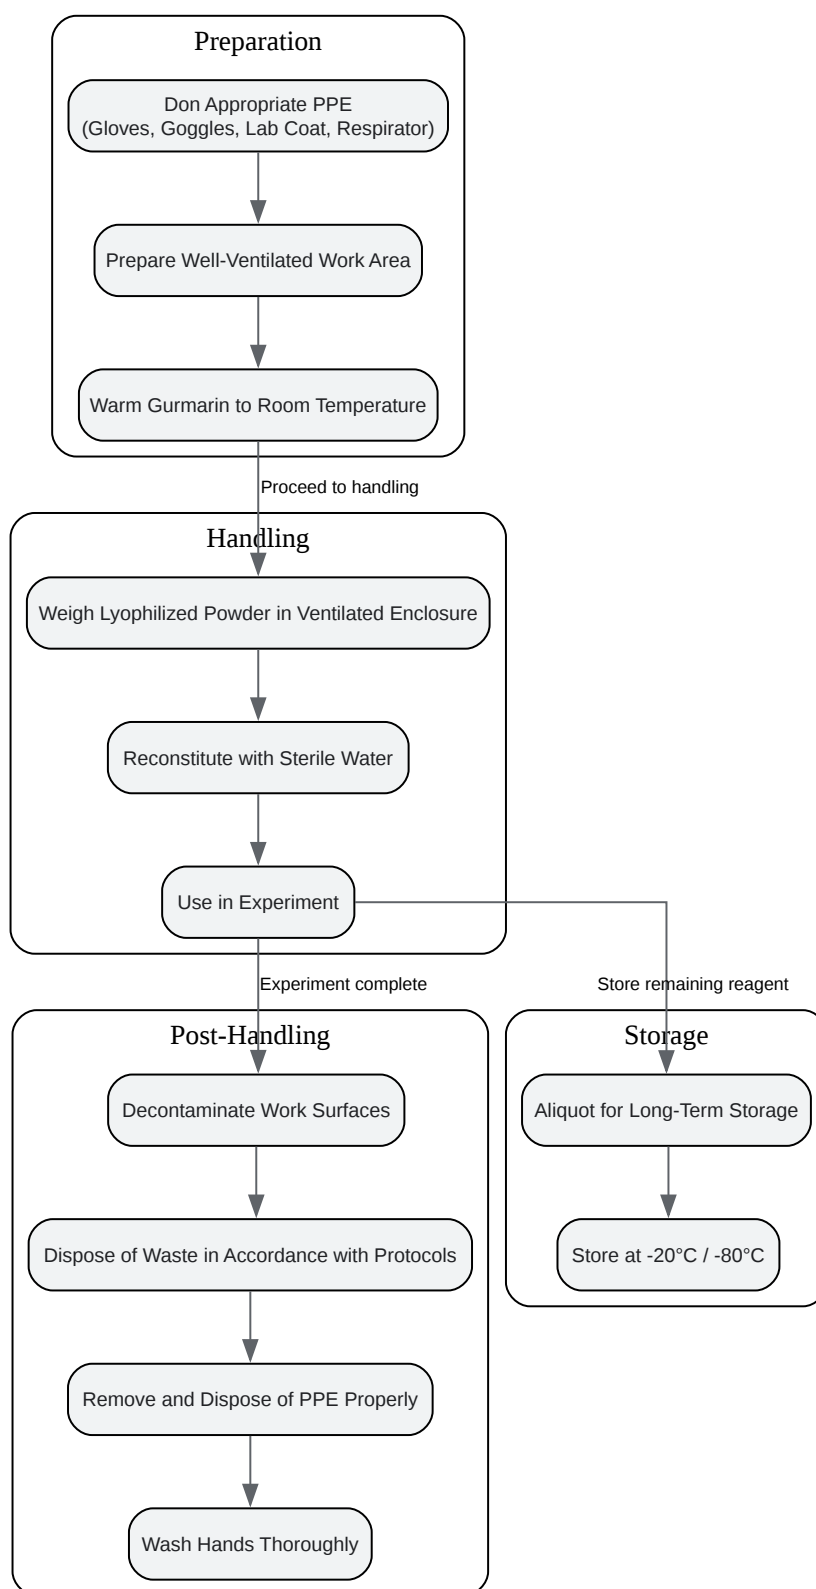 Preparation
Don Appropriate PPE
(Gloves, Goggles, Lab Coat, Respirator)
Prepare Well-Ventilated Work Area
Warm Gurmarin to Room Temperature
Proceed to handling
Handling
Weigh Lyophilized Powder in Ventilated Enclosure
Reconstitute with Sterile Water
Use in Experiment
Experiment complete
Store remaining reagent
Post-Handling
Storage
Decontaminate Work Surfaces
Aliquot for Long-Term Storage
Dispose of Waste in Accordance with Protocols
Store at -20°C / -80°C
Remove and Dispose of PPE Properly
Wash Hands Thoroughly